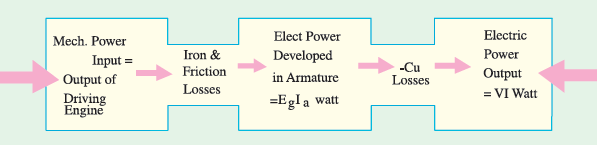 Mech. Power
Input =
Output of
Driving
Engine
Iron &
Friction
Losses
Elect Power
Developed
in Armature
=EgIa watt
-Cu
Losses
Electric
Power
Output
= VI Watt